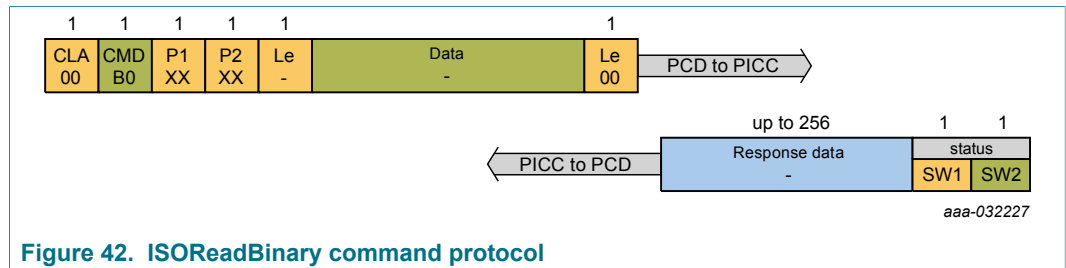 1 1 1 1 1 1
CLA CMD P1 P2 Le Data Le
00 B0 XX XX - - 00
PCD to PICC
up to 256 1 1
Response data status
- SW1 SW2
PICC to PCD
aaa-032227
Figure 42. ISOReadBinary command protocol